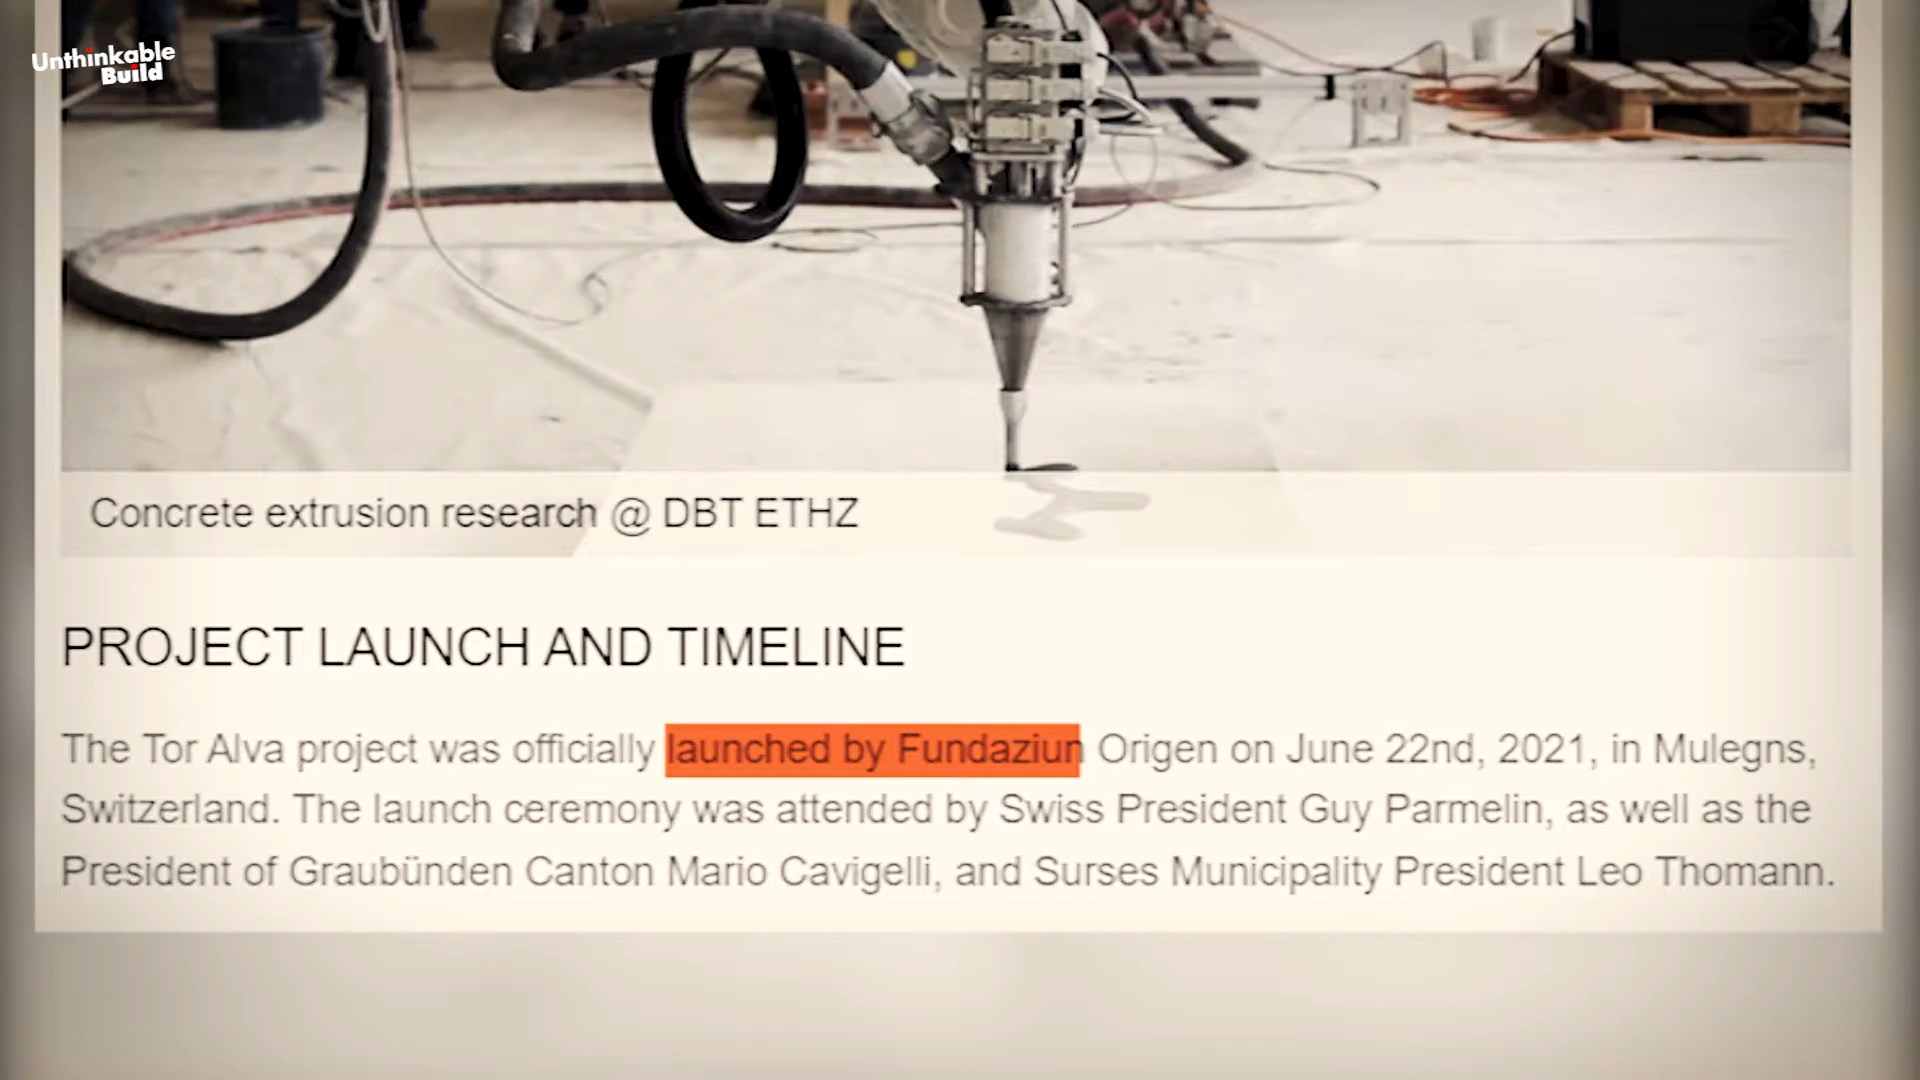 Unthinkable
Build
Concrete extrusion research @ DBT ETHZ
PROJECT LAUNCH AND TIMELINE
The Tor Alva project was officially launched by Fundaziun Origen on June 22nd, 2021, in Mulegns,
Switzerland. The launch ceremony was attended by Swiss President Guy Parmelin, as well as the
President of Graubünden Canton Mario Cavigelli, and Surses Municipality President Leo Thomann.